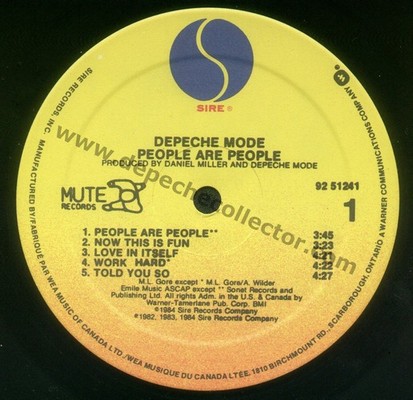 SIRE®
DEPECHE MODE
PEOPLE ARE PEOPLE
PRODUCED BY DANIEL MILLER AND DEPECHE MODE
MUTE
RECORDS
92 51241
1
1. PEOPLE ARE PEOPLE** 3:45
2. NOW THIS IS FUN 3:23
3. LOVE IN ITSELF 4:21
4. WORK HARD* 4:22
5. TOLD YOU SO 4:27
M.L. Gore except * M.L. Gore/A. Wilder
Emile Music ASCAP except ** Sonet Records and
Publishing Ltd. All rights Adm. in the U.S. & Canada by
Warner-Tamerlane Pub. Corp. BMI
℗1984 Sire Records Company
©1982, 1983, 1984 Sire Records Company
SIRE RECORDS, INC. MANUFACTURED BY/FABRIQUÉ PAR WEA MUSIC OF CANADA LTD./WEA MUSIQUE DU CANADA LTÉE, 1810 BIRCHMOUNT RD., SCARBOROUGH, ONTARIO A WARNER COMMUNICATIONS COMPANY
www.depechecollector.com